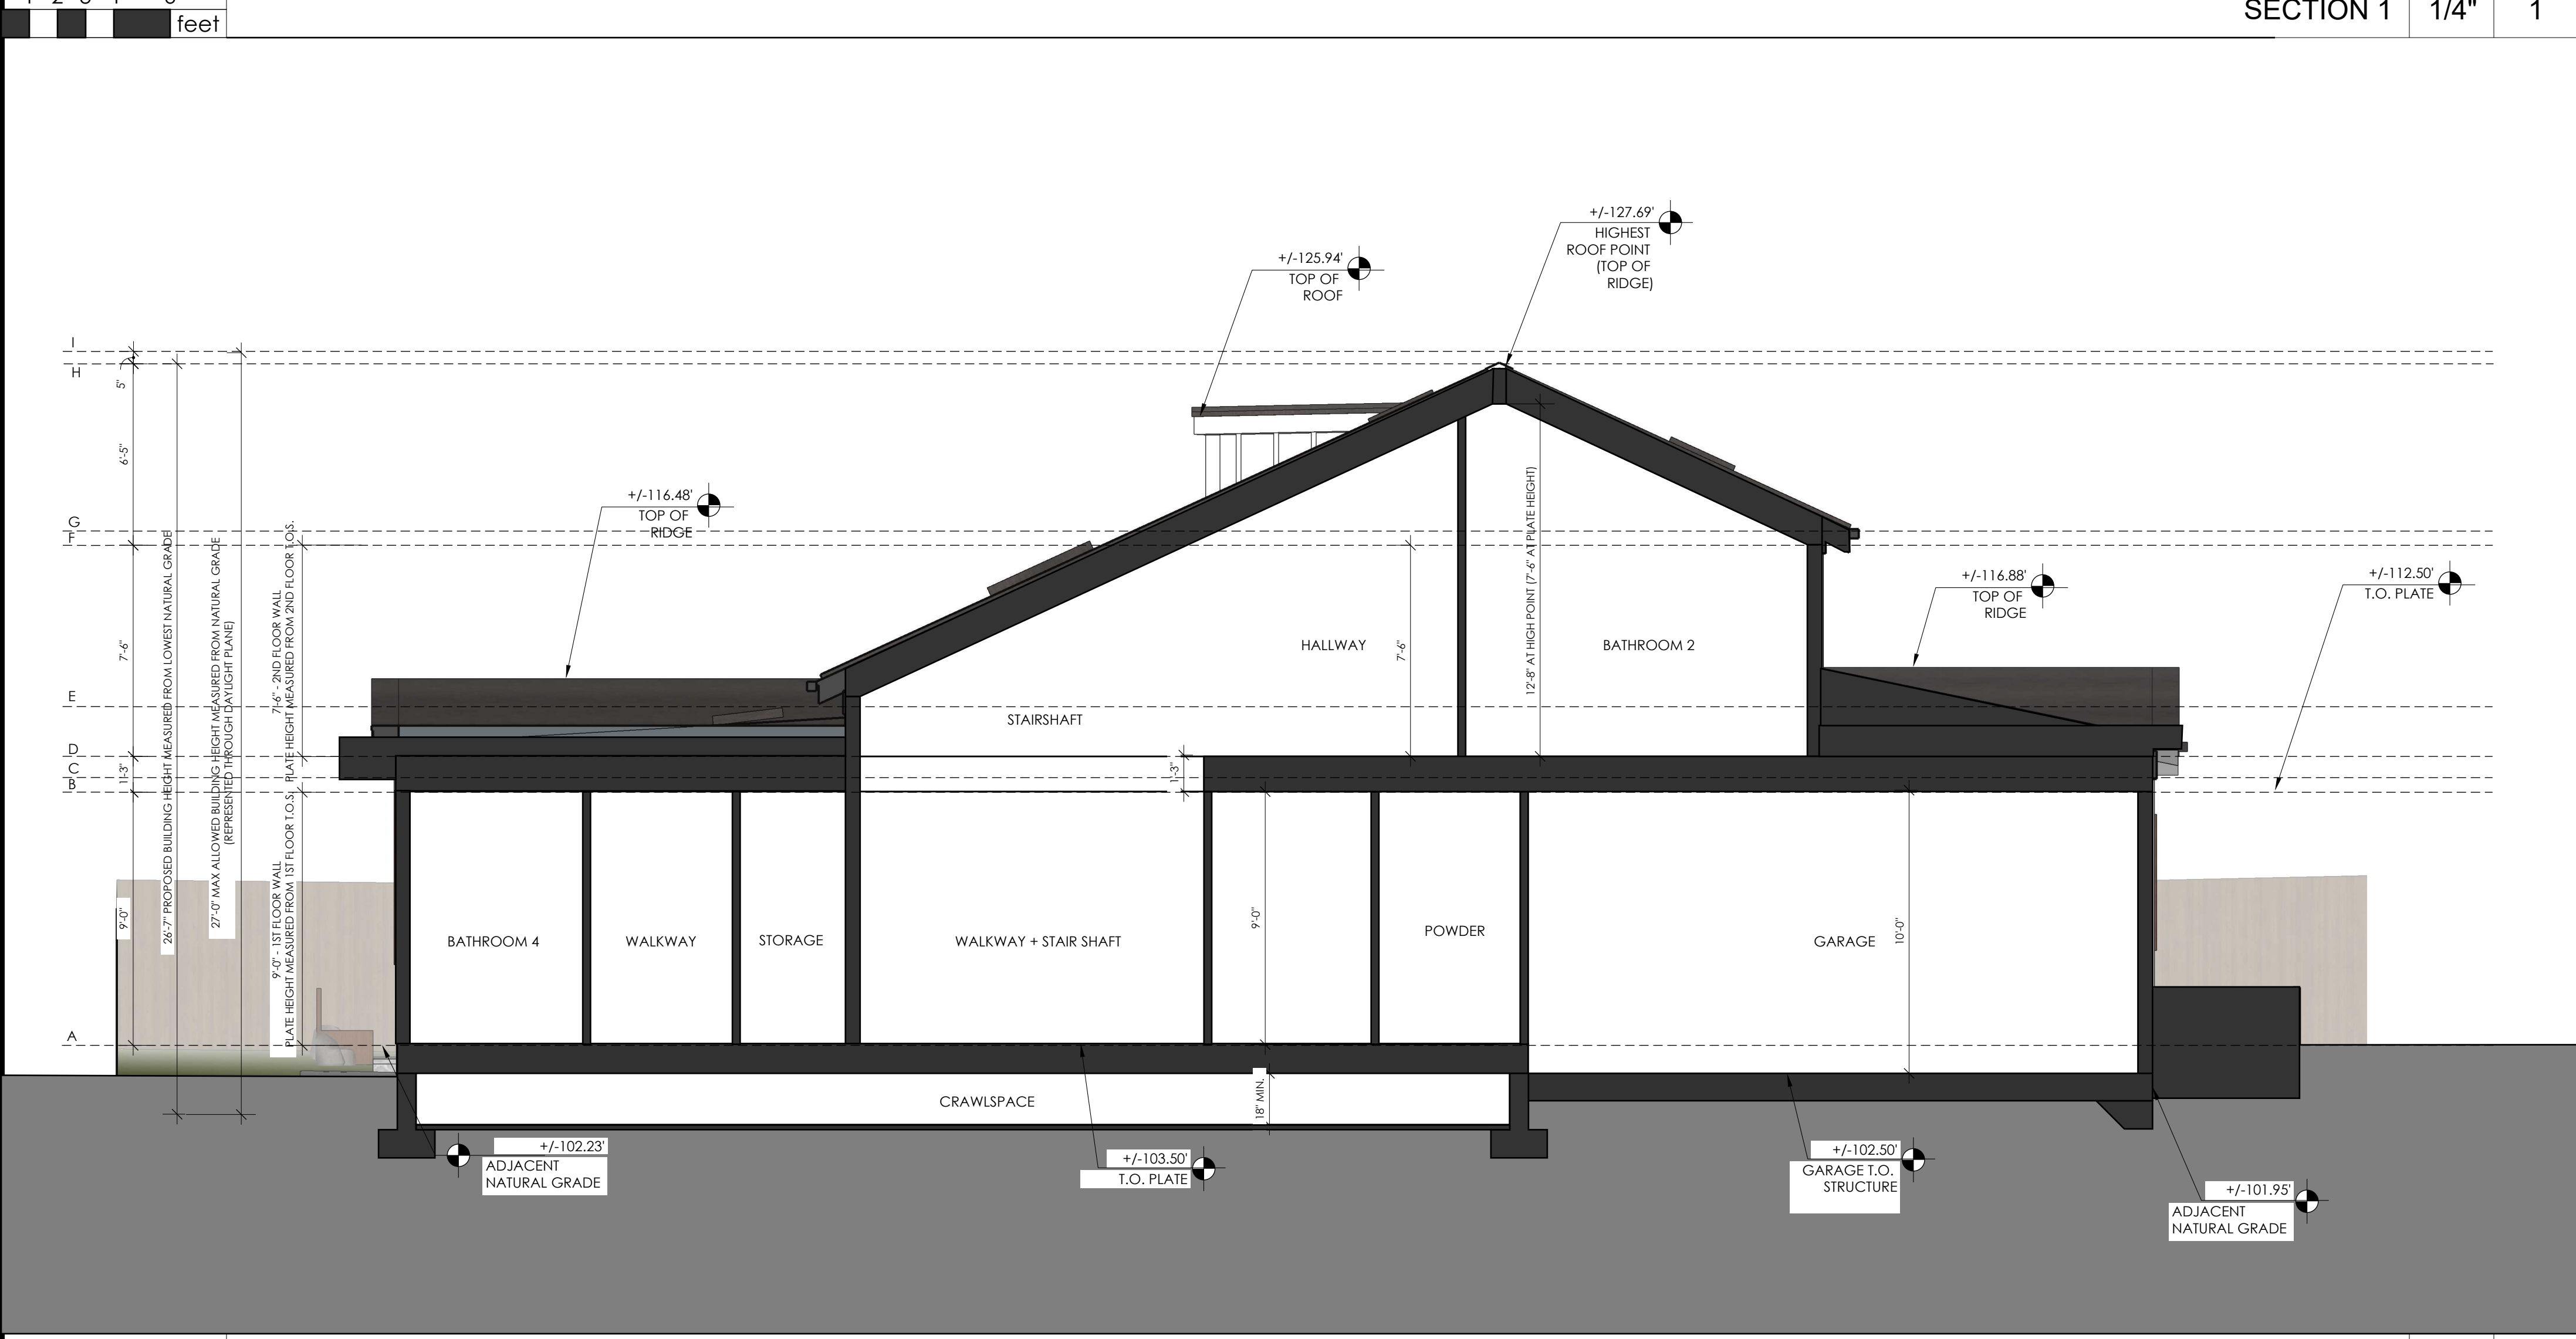 feet
SECTION 1
1/4"
1
+/-127.69'
HIGHEST
ROOF POINT
(TOP OF
RIDGE)
+/-125.94'
TOP OF
ROOF
I
H
5"
6'-5"
+/-116.48'
TOP OF
RIDGE
G
F
+/-112.50'
T.O. PLATE
+/-116.88'
TOP OF
RIDGE
7'-6"
26'-7" PROPOSED BUILDING HEIGHT MEASURED FROM LOWEST NATURAL GRADE
27'-0" MAX ALLOWED BUILDING HEIGHT MEASURED FROM NATURAL GRADE
(REPRESENTED THROUGH DAYLIGHT PLANE)
7'-6" - 2ND FLOOR WALL
PLATE HEIGHT MEASURED FROM 2ND FLOOR T.O.S.
HALLWAY
7'-6"
12'-8" AT HIGH POINT (7'-6" AT PLATE HEIGHT)
BATHROOM 2
E
STAIRSHAFT
D
C
B
1'-3"
1'-3"
9'-0"
9'-0" - 1ST FLOOR WALL
PLATE HEIGHT MEASURED FROM 1ST FLOOR T.O.S.
BATHROOM 4
WALKWAY
STORAGE
WALKWAY + STAIR SHAFT
9'-0"
POWDER
GARAGE
10'-0"
A
CRAWLSPACE
18" MIN.
+/-102.23'
ADJACENT
NATURAL GRADE
+/-103.50'
T.O. PLATE
+/-102.50'
GARAGE T.O.
STRUCTURE
+/-101.95'
ADJACENT
NATURAL GRADE